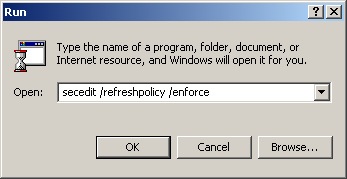 Run
Type the name of a program, folder, document, or
Internet resource, and Windows will open it for you.
Open: secedit /refreshpolicy /enforce
OK Cancel Browse...